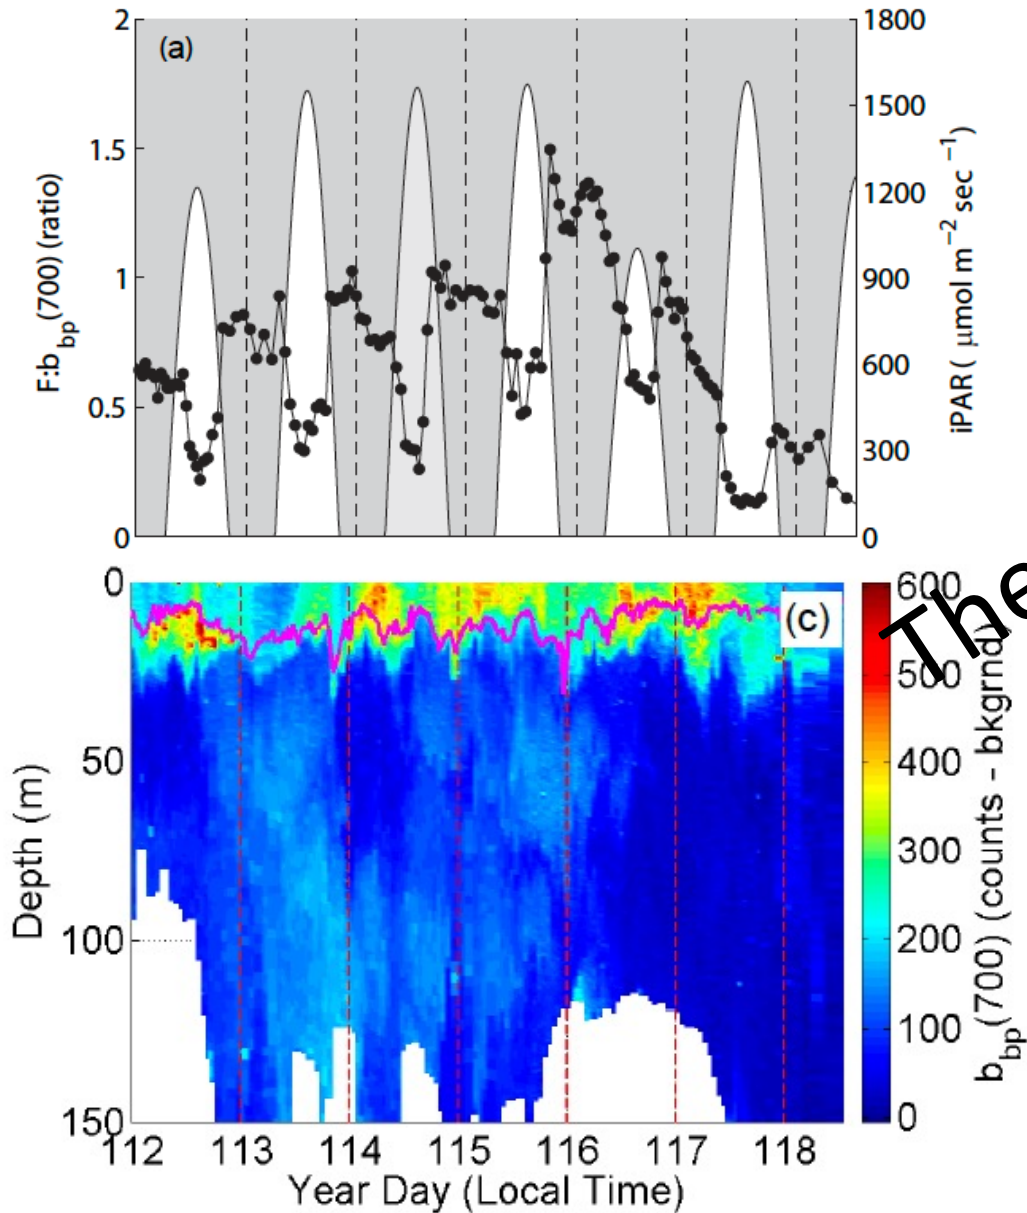 (a)
2
1.5
1
0.5
0
F:b_bp(700) (ratio)
1800
1500
1200
900
600
300
0
iPAR ( μmol m⁻² sec⁻¹)
(c)
0
50
100
150
Depth (m)
112 113 114 115 116 117 118
Year Day (Local Time)
600
500
400
300
200
100
0
b_bp(700) (counts - bkgrnd)
The